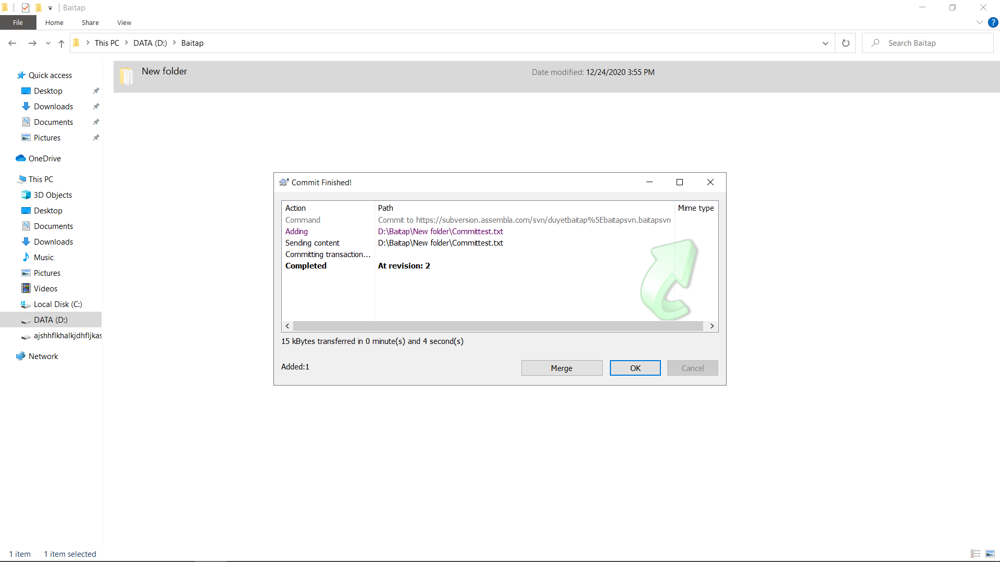 Baitap
File Home Share View
This PC DATA (D:) Baitap
Search Baitap
Quick access
Desktop
Downloads
Documents
Pictures
OneDrive
This PC
3D Objects
Desktop
Documents
Downloads
Music
Pictures
Videos
Local Disk (C:)
DATA (D:)
ajshhflkhalkjdhfljkas
Network
New folder
Date modified: 12/24/2020 3:55 PM
Commit Finished!
Action Path Mime type
Command Commit to https://subversion.assembla.com/svn/duyetbaitap%5Ebaitapsvn.baitapsvn
Adding D:\Baitap\New folder\Committest.txt
Sending content D:\Baitap\New folder\Committest.txt
Committing transaction...
Completed At revision: 2
15 kBytes transferred in 0 minute(s) and 4 second(s)
Added:1
Merge OK Cancel
1 item 1 item selected